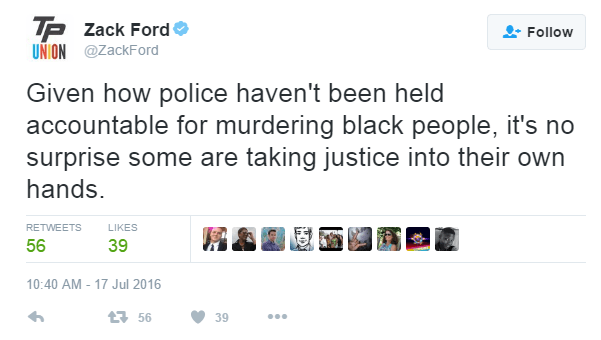 TP
UNION
Zack Ford
@ZackFord
Follow
Given how police haven't been held
accountable for murdering black people, it's no
surprise some are taking justice into their own
hands.
RETWEETS LIKES
56 39
10:40 AM - 17 Jul 2016
56 39